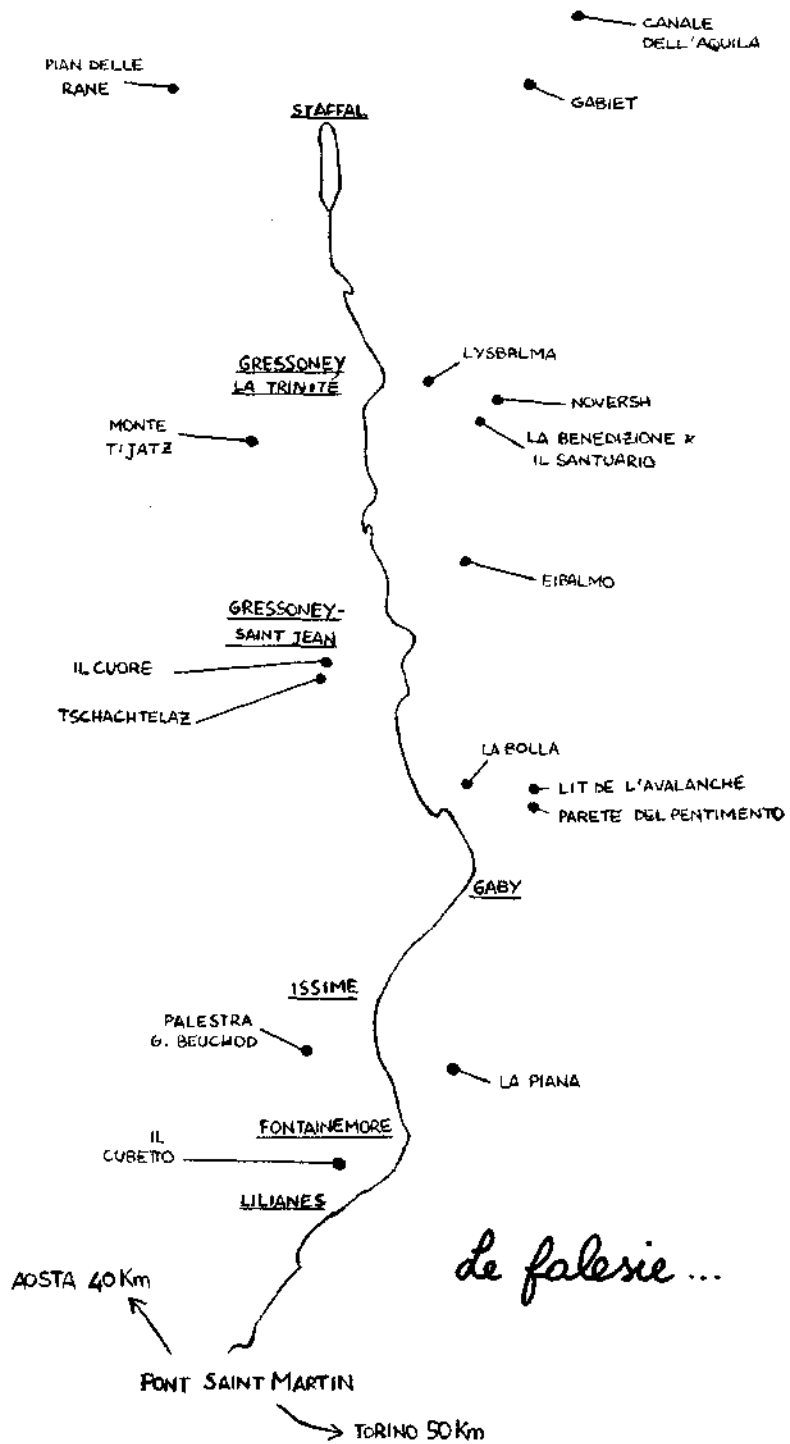 CANALE
DELL'AQUILA
PIAN DELLE
RANE
GABIET
STAFFAL
LYSBALMA
GRESSONEY
LA TRINITÉ
NOVERSH
MONTE
TIJATZ
LA BENEDIZIONE &
IL SANTUARIO
EIBALMO
GRESSONEY-
SAINT JEAN
IL CUORE
TSCHACHTELAZ
LA BOLLA
LIT DE L'AVALANCHE
PARETE DEL PENTIMENTO
GABY
ISSIME
PALESTRA
G. BEUCHOD
LA PIANA
FONTAINEMORE
IL
CUBETTO
LILIANES
Le falesie...
AOSTA 40 Km
PONT SAINT MARTIN
TORINO 50 Km